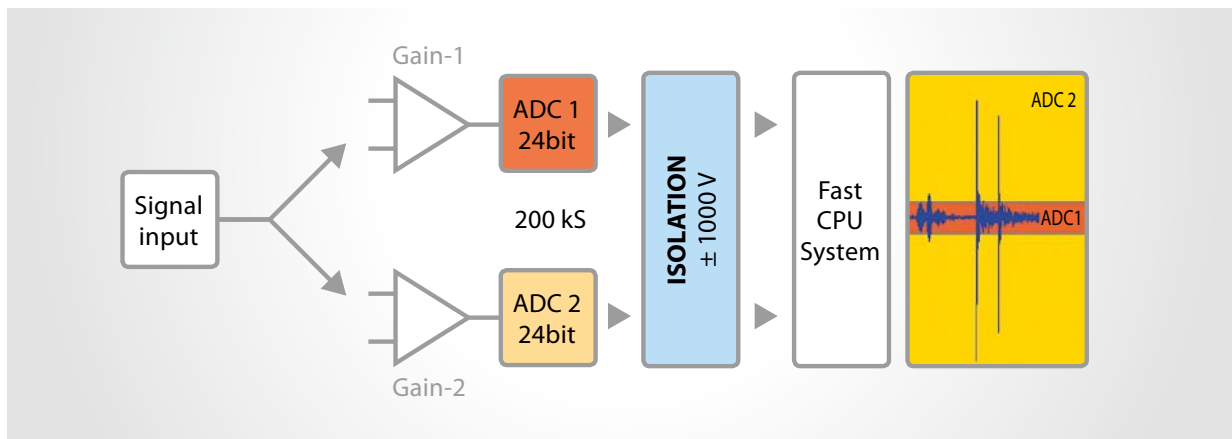 Gain-1
ADC 1
24bit
Signal
input
200 kS
ADC 2
24bit
Gain-2
ISOLATION
± 1000 V
Fast
CPU
System
ADC 2
ADC1